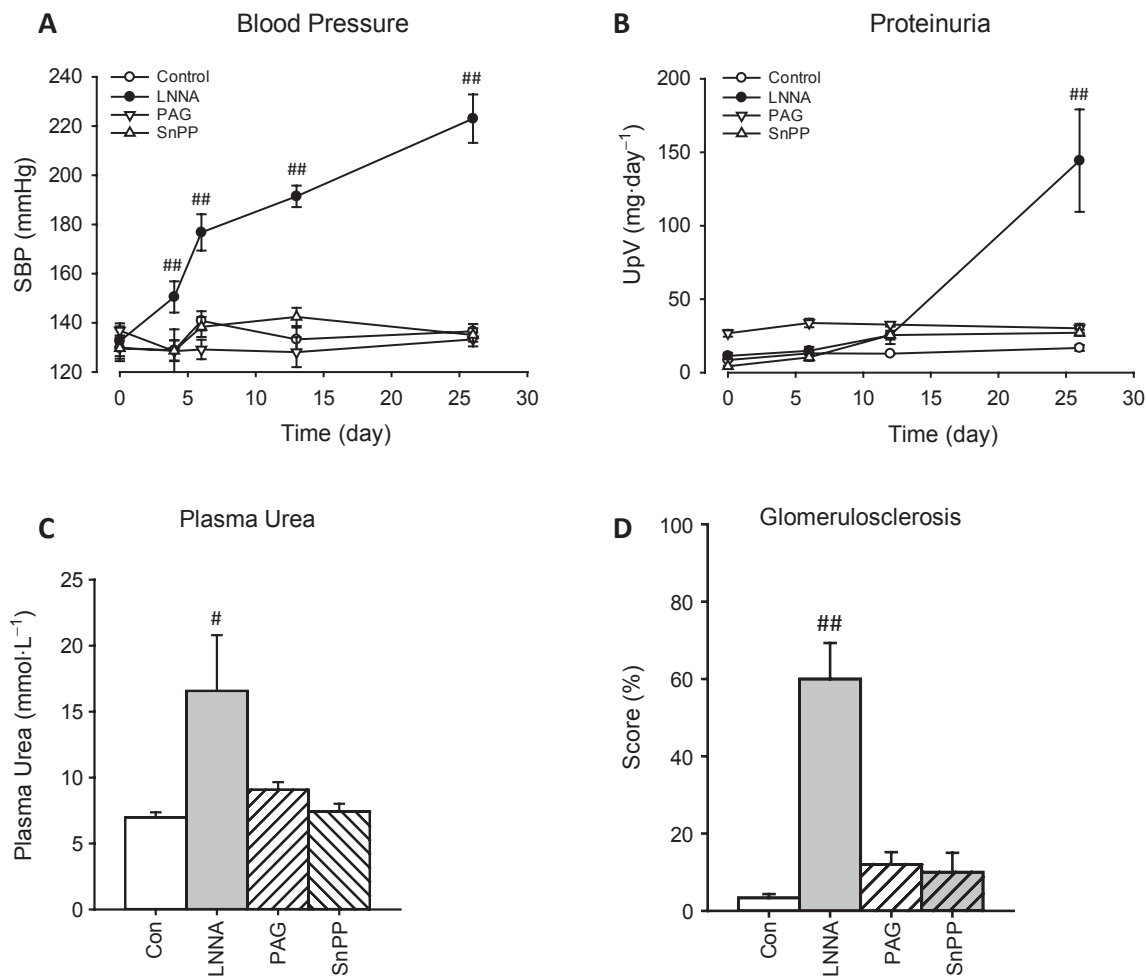 A
Blood Pressure
Control
LNNA
PAG
SnPP
##
##
##
##
240
220
200
180
160
140
120
SBP (mmHg)
0 5 10 15 20 25 30
Time (day)
B
Proteinuria
Control
LNNA
PAG
SnPP
##
200
150
100
50
0
UpV (mg·day⁻¹)
0 5 10 15 20 25 30
Time (day)
C
Plasma Urea
#
25
20
15
10
5
0
Plasma Urea (mmol·L⁻¹)
Con
LNNA
PAG
SnPP
D
Glomerulosclerosis
##
100
80
60
40
20
0
Score (%)
Con
LNNA
PAG
SnPP